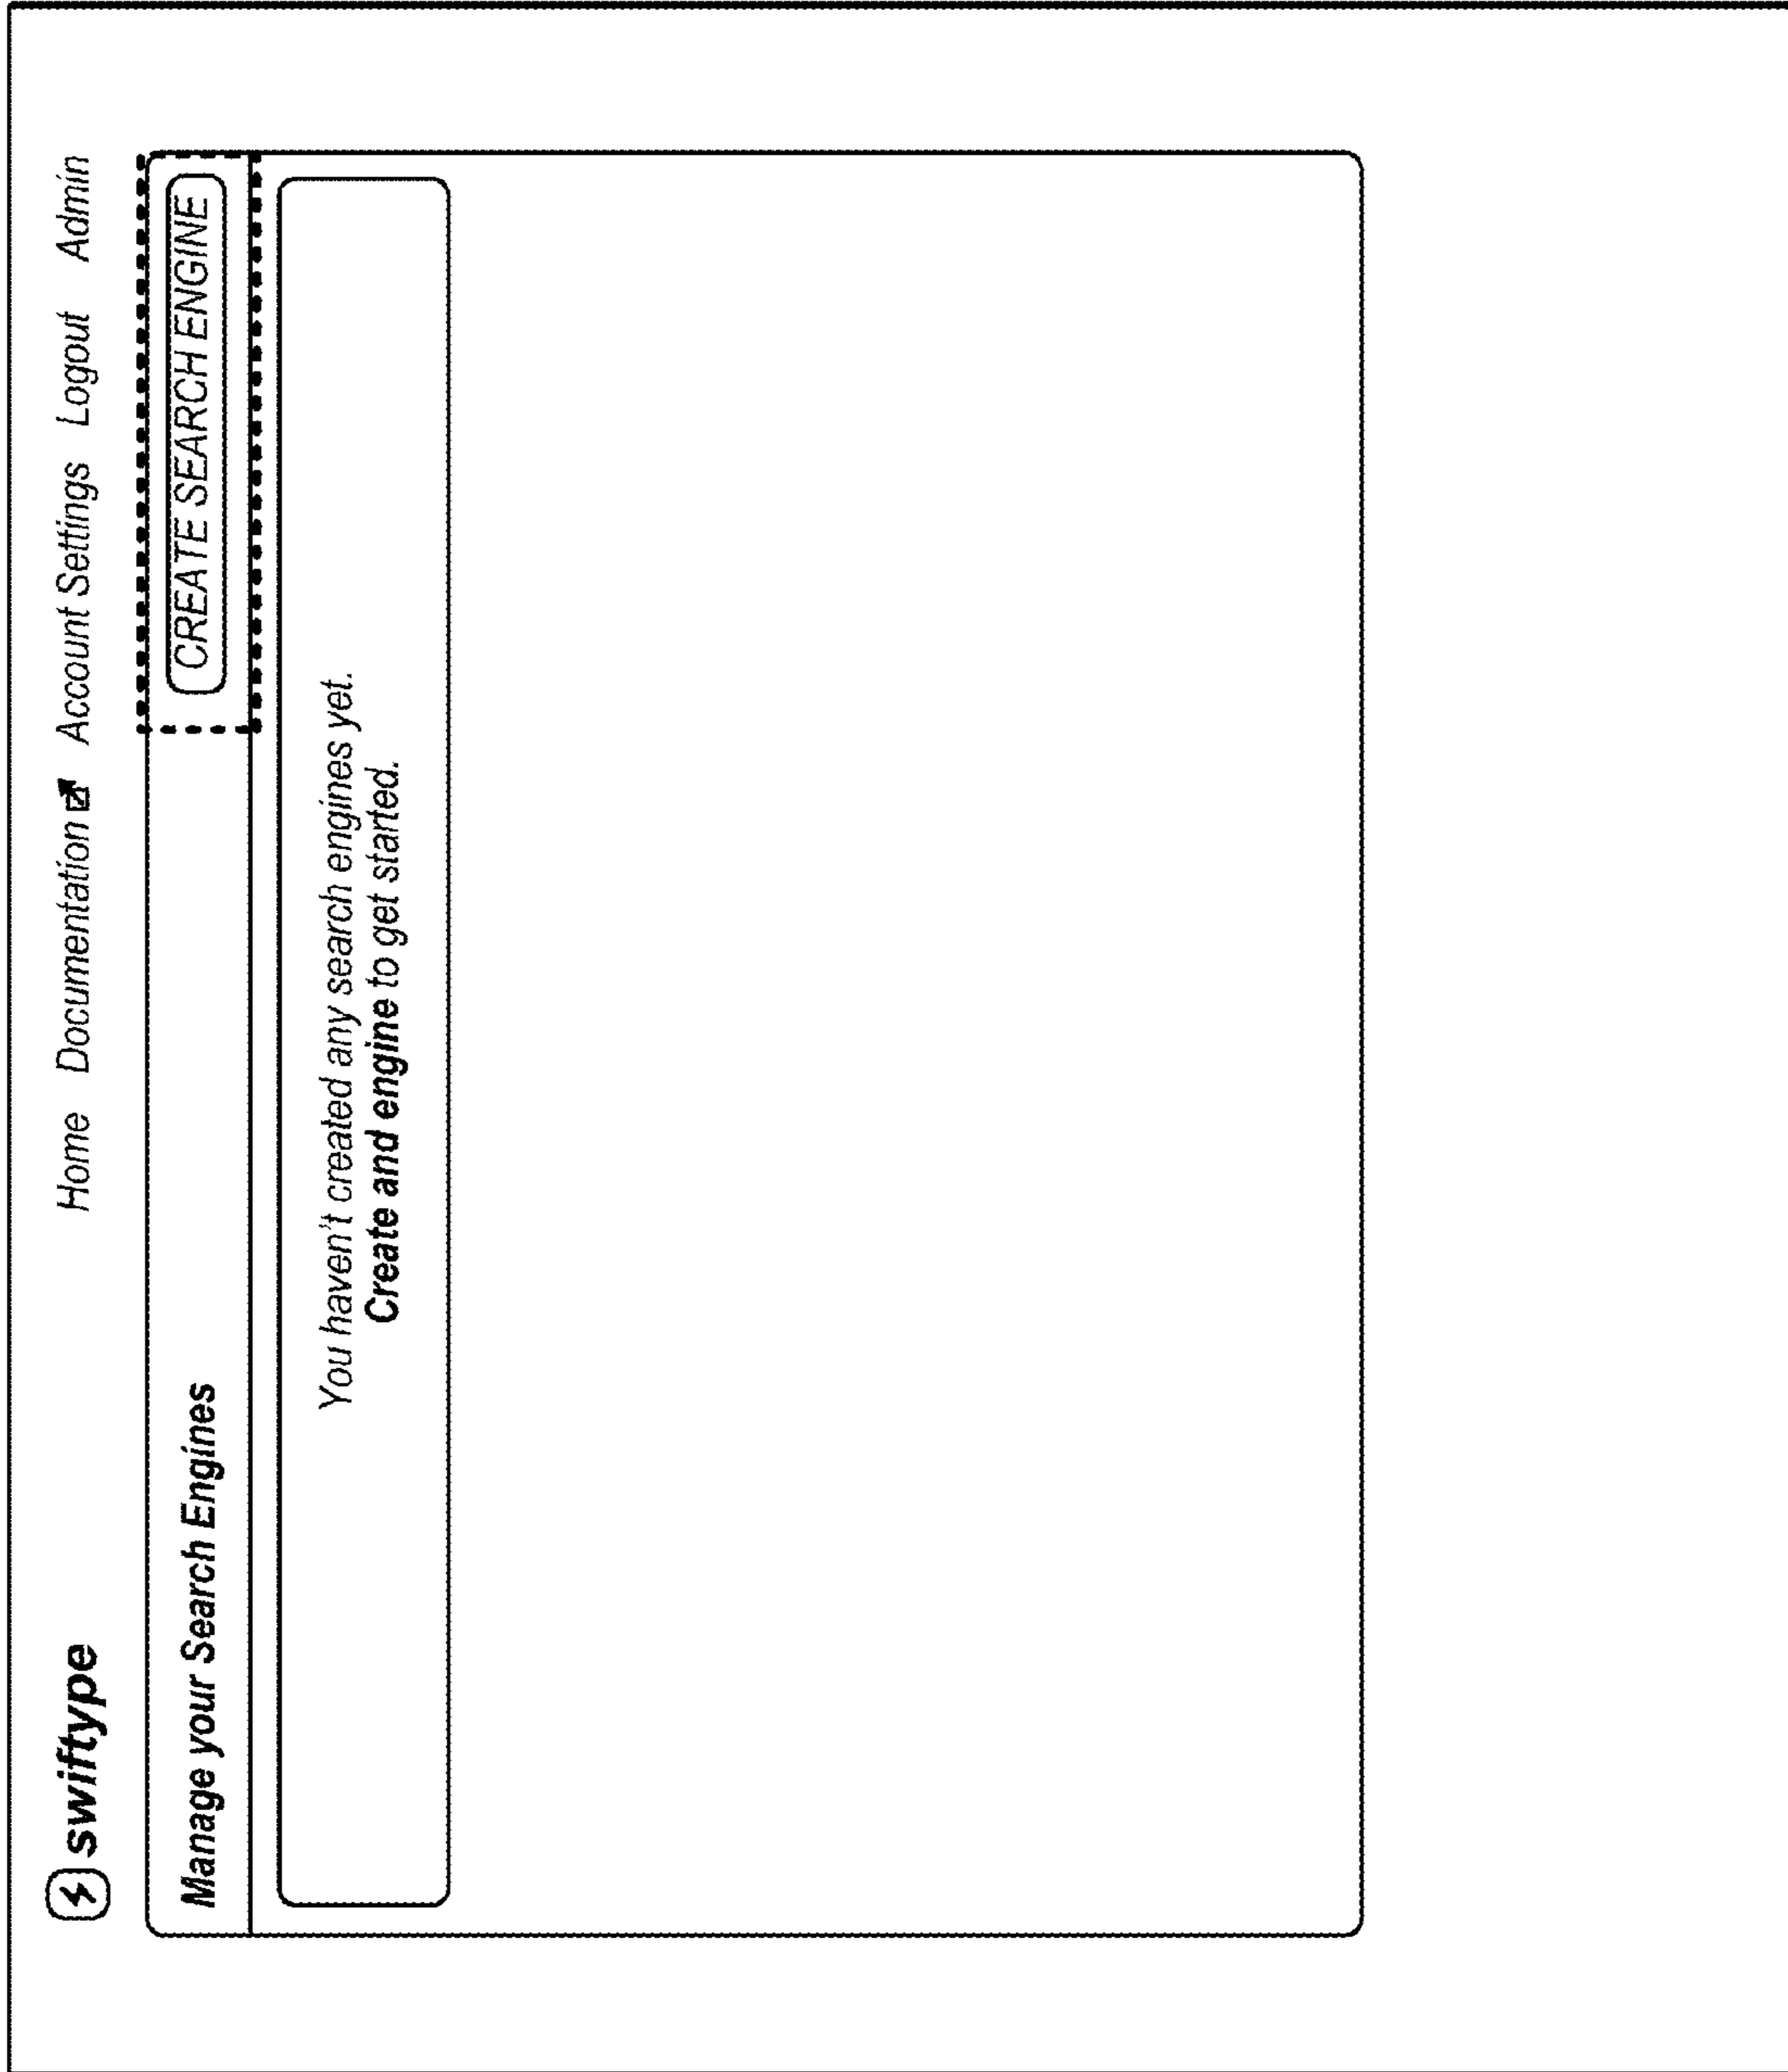 swiftype
Home Documentation Account Settings Logout Admin
Manage your Search Engines
CREATE SEARCH ENGINE
You haven't created any search engines yet.
Create and engine to get started.